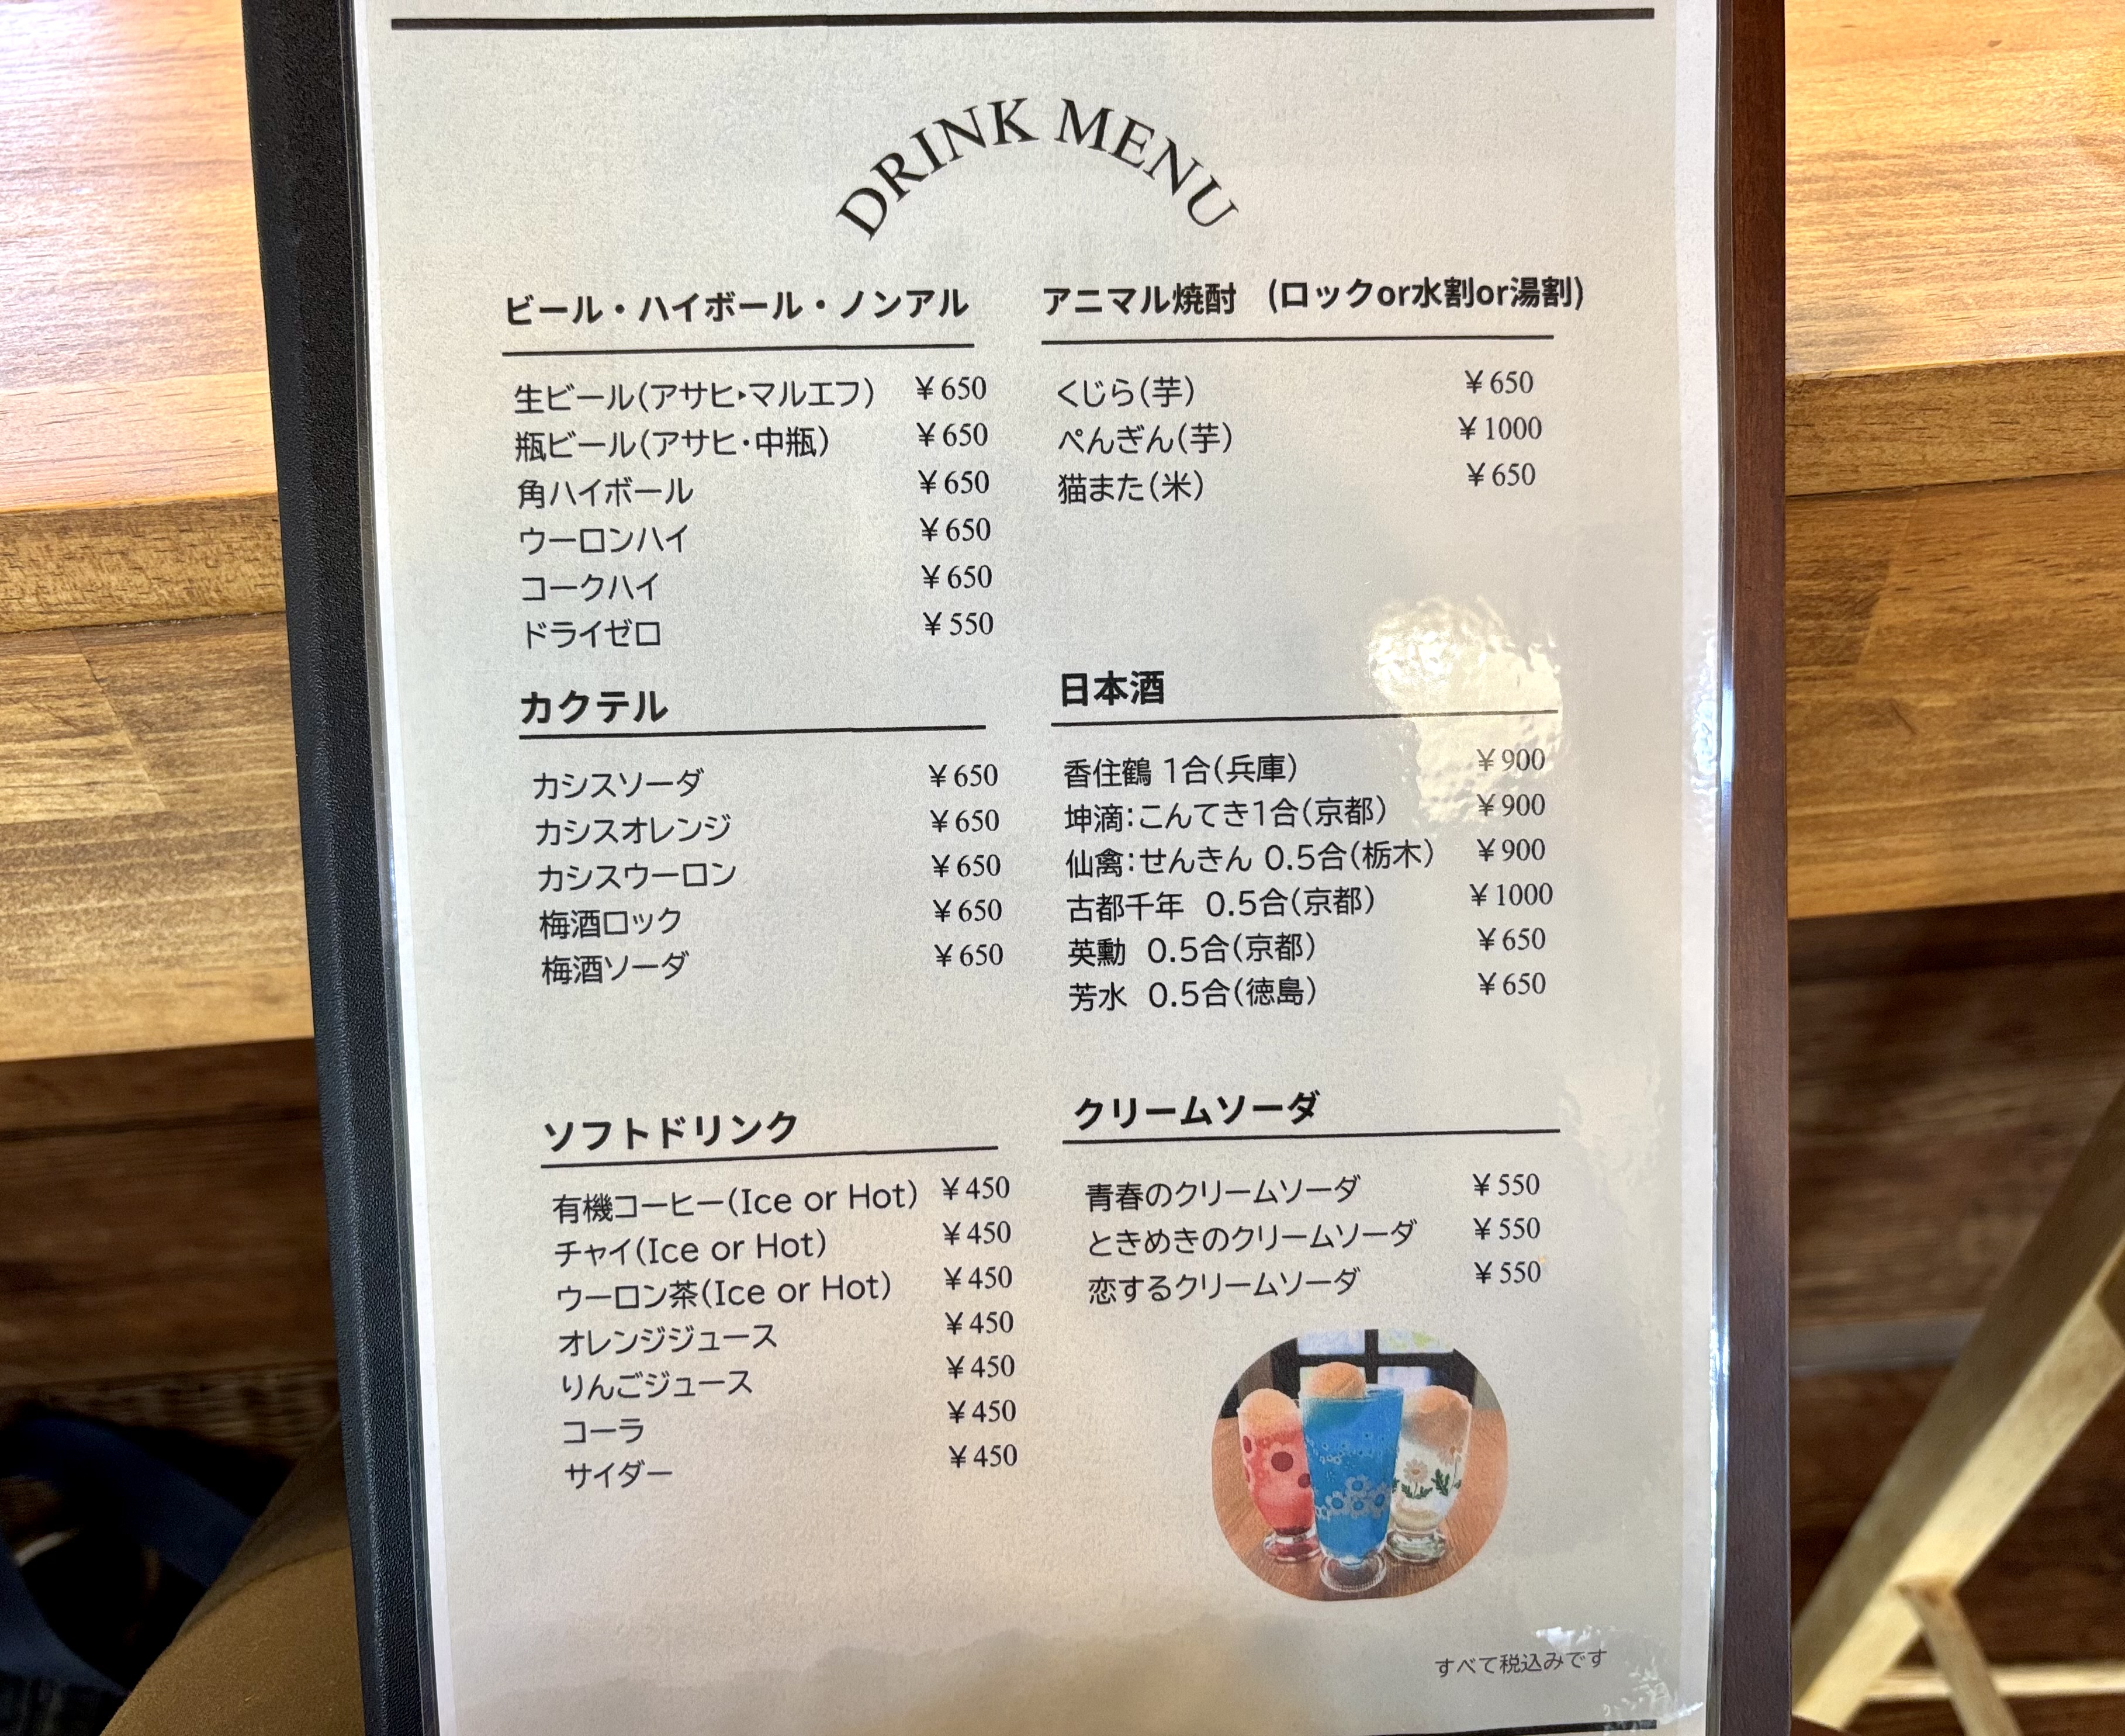 DRINK MENU
ビール・ハイボール・ノンアル
生ビール(アサヒ・マルエフ) ¥650
瓶ビール(アサヒ・中瓶) ¥650
角ハイボール ¥650
ウーロンハイ ¥650
コークハイ ¥650
ドライゼロ ¥550
カクテル
カシスソーダ ¥650
カシスオレンジ ¥650
カシスウーロン ¥650
梅酒ロック ¥650
梅酒ソーダ ¥650
ソフトドリンク
有機コーヒー(Ice or Hot) ¥450
チャイ(Ice or Hot) ¥450
ウーロン茶(Ice or Hot) ¥450
オレンジジュース ¥450
りんごジュース ¥450
コーラ ¥450
サイダー ¥450
アニマル焼酎 (ロックor水割or湯割)
くじら(芋) ¥650
ぺんぎん(芋) ¥1000
猫また(米) ¥650
日本酒
香住鶴 1合(兵庫) ¥900
坤滴:こんてき1合(京都) ¥900
仙禽:せんきん 0.5合(栃木) ¥900
古都千年 0.5合(京都) ¥1000
英勳 0.5合(京都) ¥650
芳水 0.5合(徳島) ¥650
クリームソーダ
青春のクリームソーダ ¥550
ときめきのクリームソーダ ¥550
恋するクリームソーダ ¥550
すべて税込みです